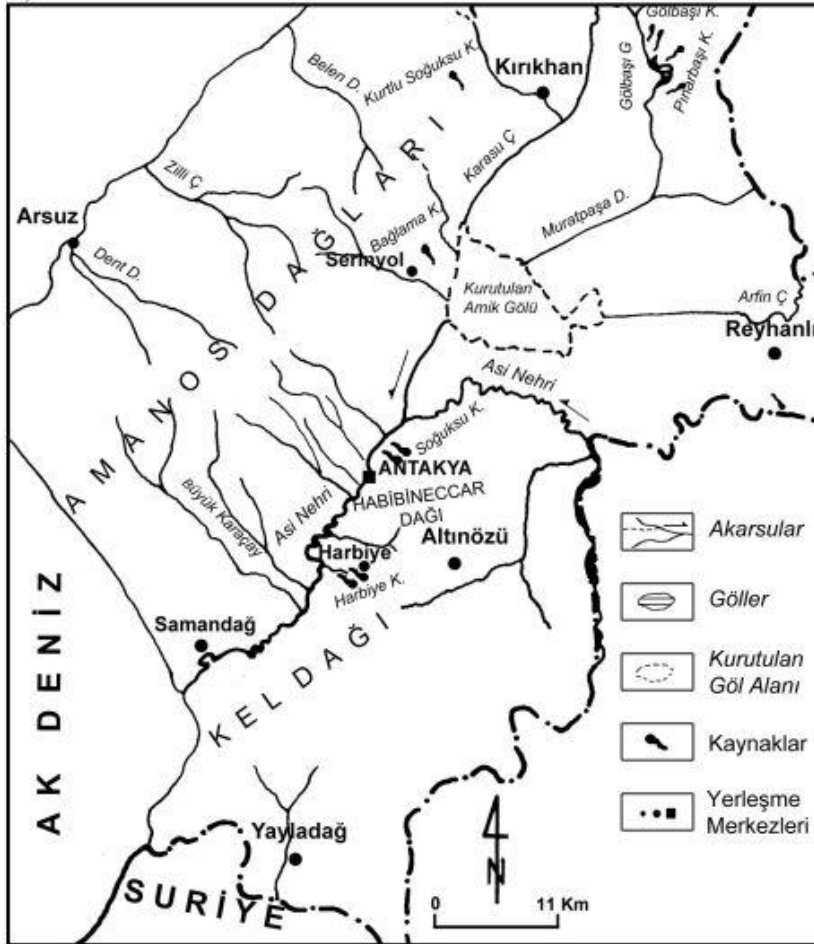 Gölbaşı K.
Belen D.
Kurtlu Soğuksu K.
Kırıkhan
Gölbaşı G
Pınarbaşı K.
Zilli Ç
Karasu Ç
Arsuz
Dent D.
Bağlama K.
Serinyol
Muratpaşa D.
Kurutulan
Amik Gölü
Arfin Ç
Reyhanlı
AMANOS DAĞLARI
Asi Nehri
Soğuksu K.
ANTAKYA
HABİBİNECCAR
DAĞI
Büyük Karaçay
Asi Nehri
Harbiye
Altınözü
Harbiye K.
Samandağ
KELDAĞI
AK DENİZ
Yayladağ
SURİYE
N
0 11 Km
Akarsular
Göller
Kurutulan
Göl Alanı
Kaynaklar
Yerleşme
Merkezleri